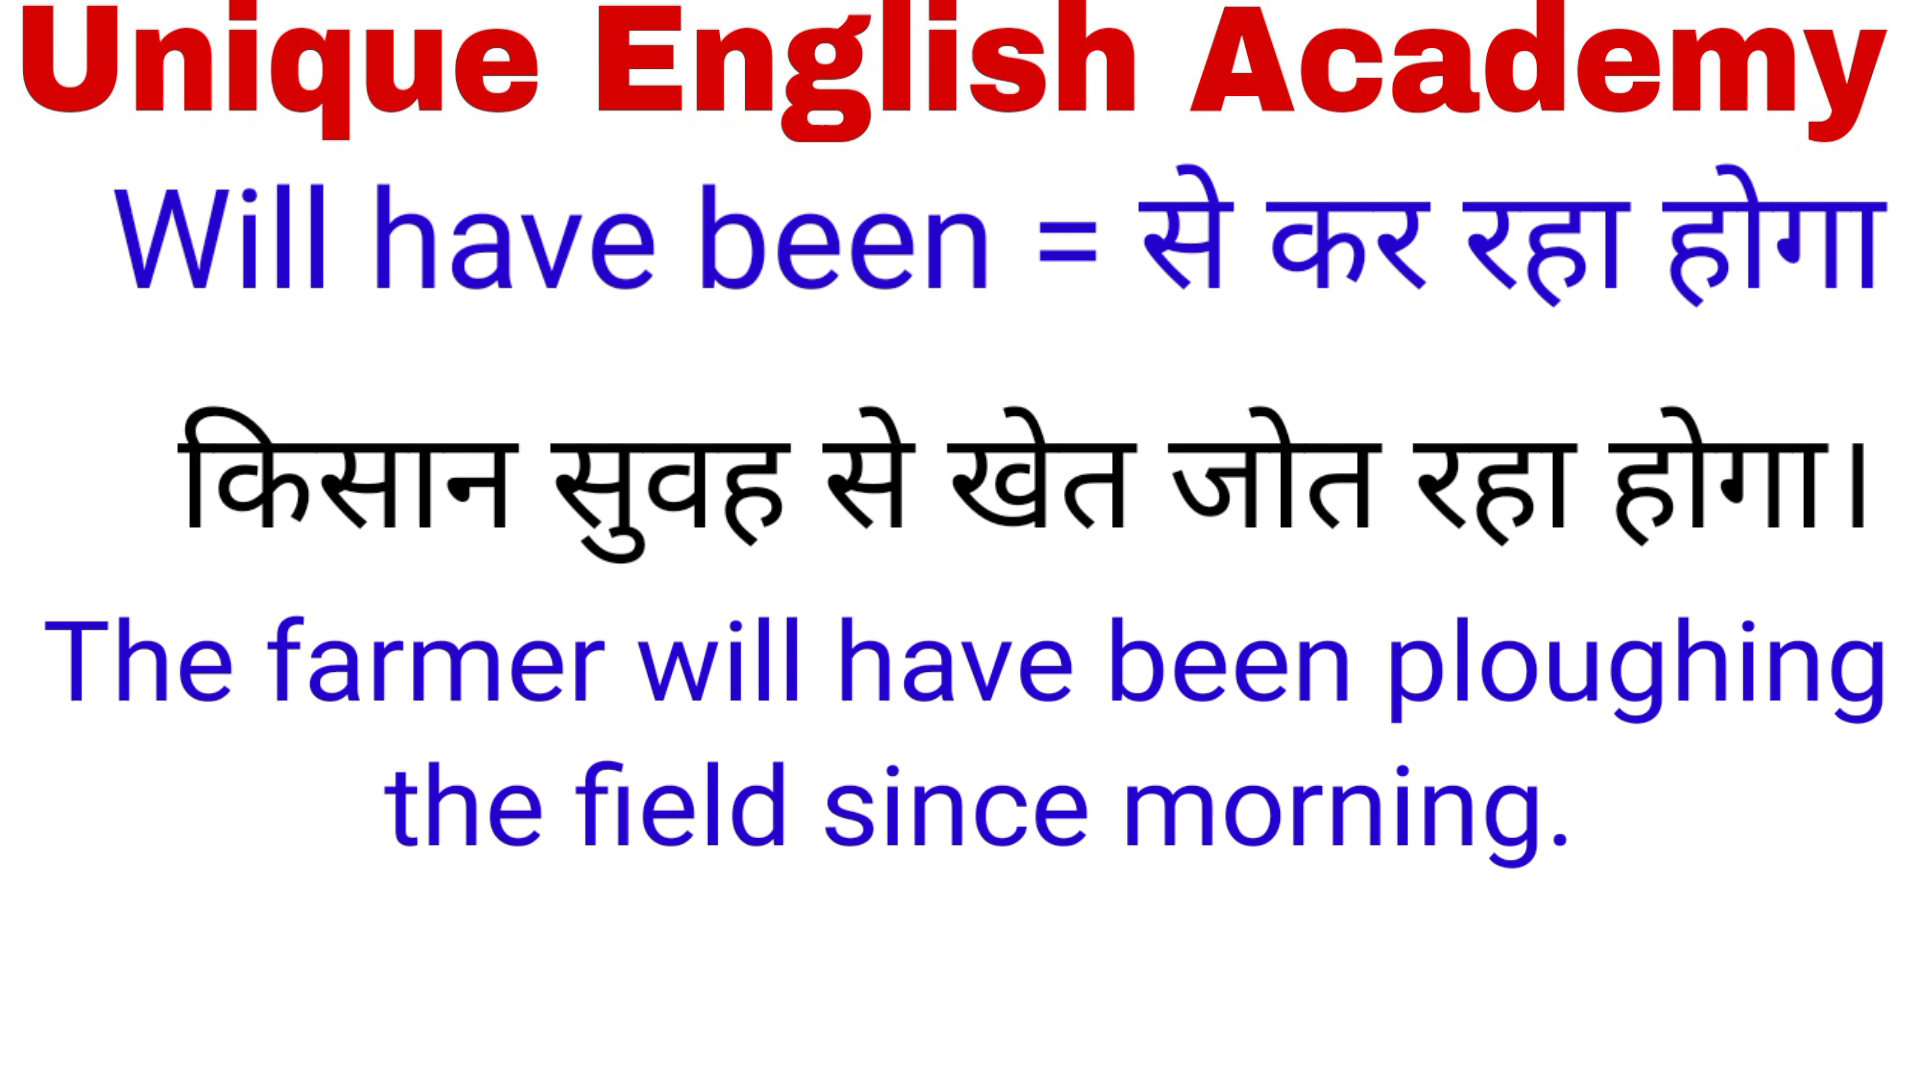 Unique English Academy
Will have been = से कर रहा होगा
किसान सुवह से खेत जोत रहा होगा।
The farmer will have been ploughing
the field since morning.